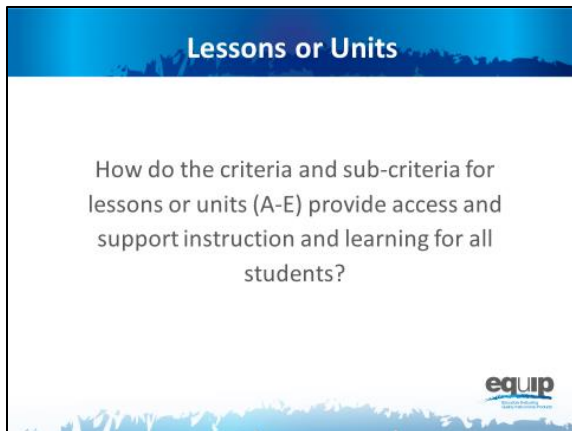 Lessons or Units
How do the criteria and sub-criteria for
lessons or units (A-E) provide access and
support instruction and learning for all
students?
equip